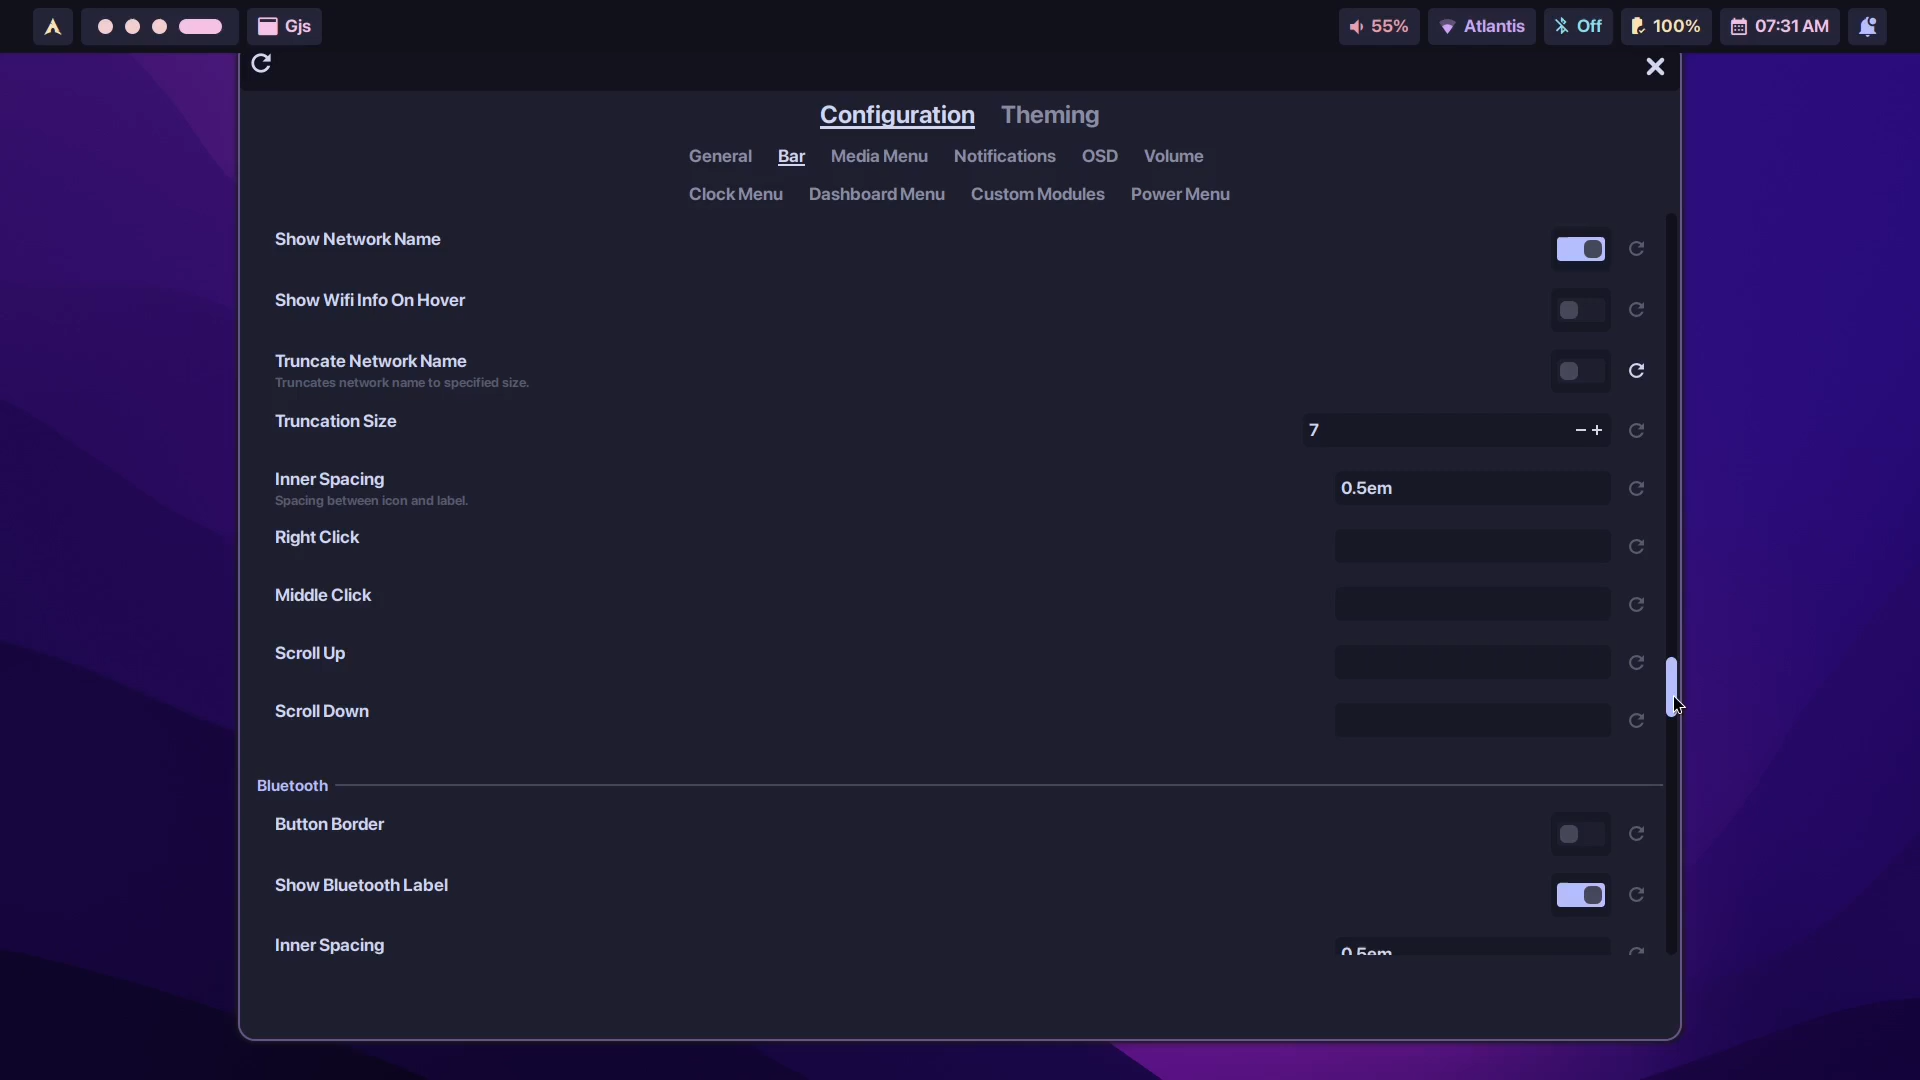 Gjs 55% Atlantis Off 100% 07:31 AM
Configuration Theming
General Bar Media Menu Notifications OSD Volume
Clock Menu Dashboard Menu Custom Modules Power Menu
Show Network Name
Show Wifi Info On Hover
Truncate Network Name
Truncates network name to specified size.
Truncation Size 7
Inner Spacing 0.5em
Spacing between icon and label.
Right Click
Middle Click
Scroll Up
Scroll Down
Bluetooth
Button Border
Show Bluetooth Label
Inner Spacing 0.5em